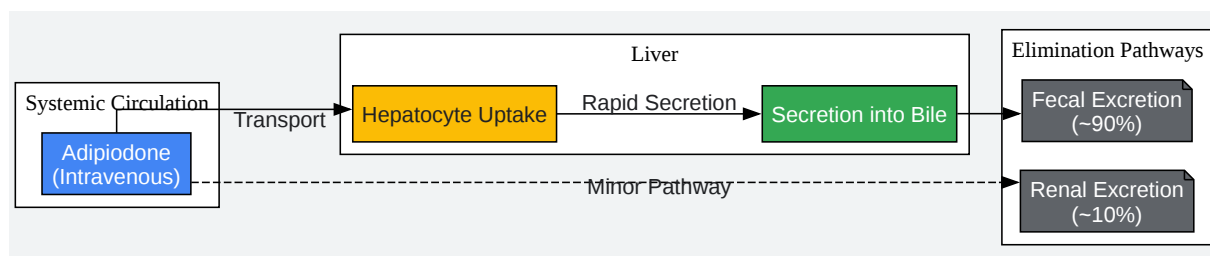 Systemic Circulation
Adipiodone
(Intravenous)
Transport
Liver
Hepatocyte Uptake
Rapid Secretion
Secretion into Bile
Minor Pathway
Elimination Pathways
Fecal Excretion
(~90%)
Renal Excretion
(~10%)